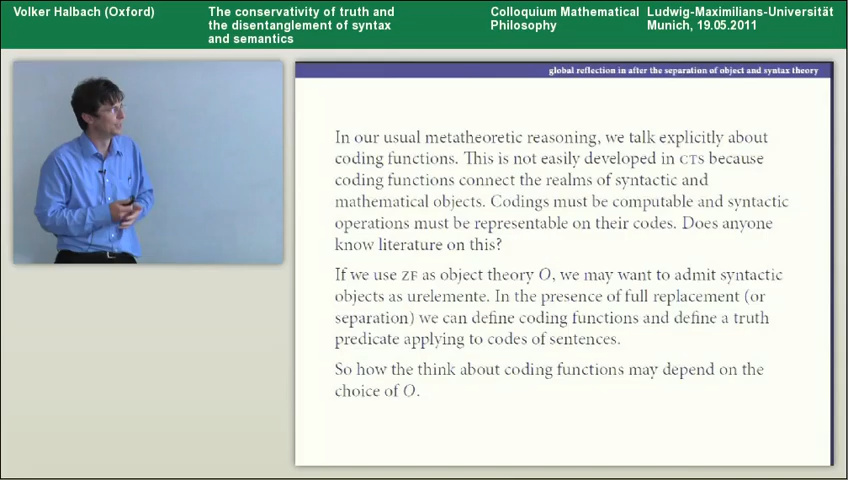 Volker Halbach (Oxford)
The conservativity of truth and
the disentanglement of syntax
and semantics
Colloquium Mathematical
Philosophy
Ludwig-Maximilians-Universität
Munich, 19.05.2011
global reflection in after the separation of object and syntax theory
In our usual metatheoretic reasoning, we talk explicitly about
coding functions. This is not easily developed in CTS because
coding functions connect the realms of syntactic and
mathematical objects. Codings must be computable and syntactic
operations must be representable on their codes. Does anyone
know literature on this?
If we use ZF as object theory O, we may want to admit syntactic
objects as urelemente. In the presence of full replacement (or
separation) we can define coding functions and define a truth
predicate applying to codes of sentences.
So how the think about coding functions may depend on the
choice of O.